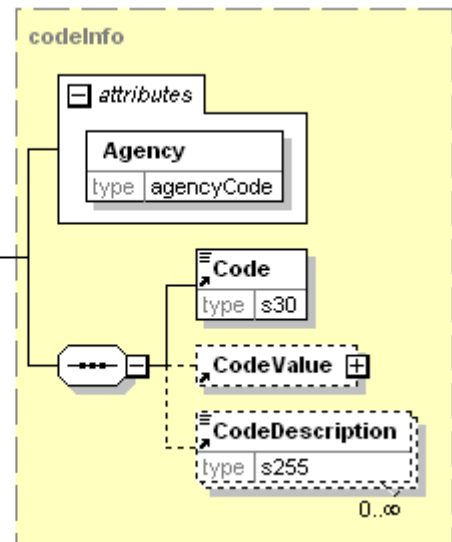 codeInfo
attributes
Agency
type agencyCode
Code
type s30
CodeValue
CodeDescription
type s255
0..∞